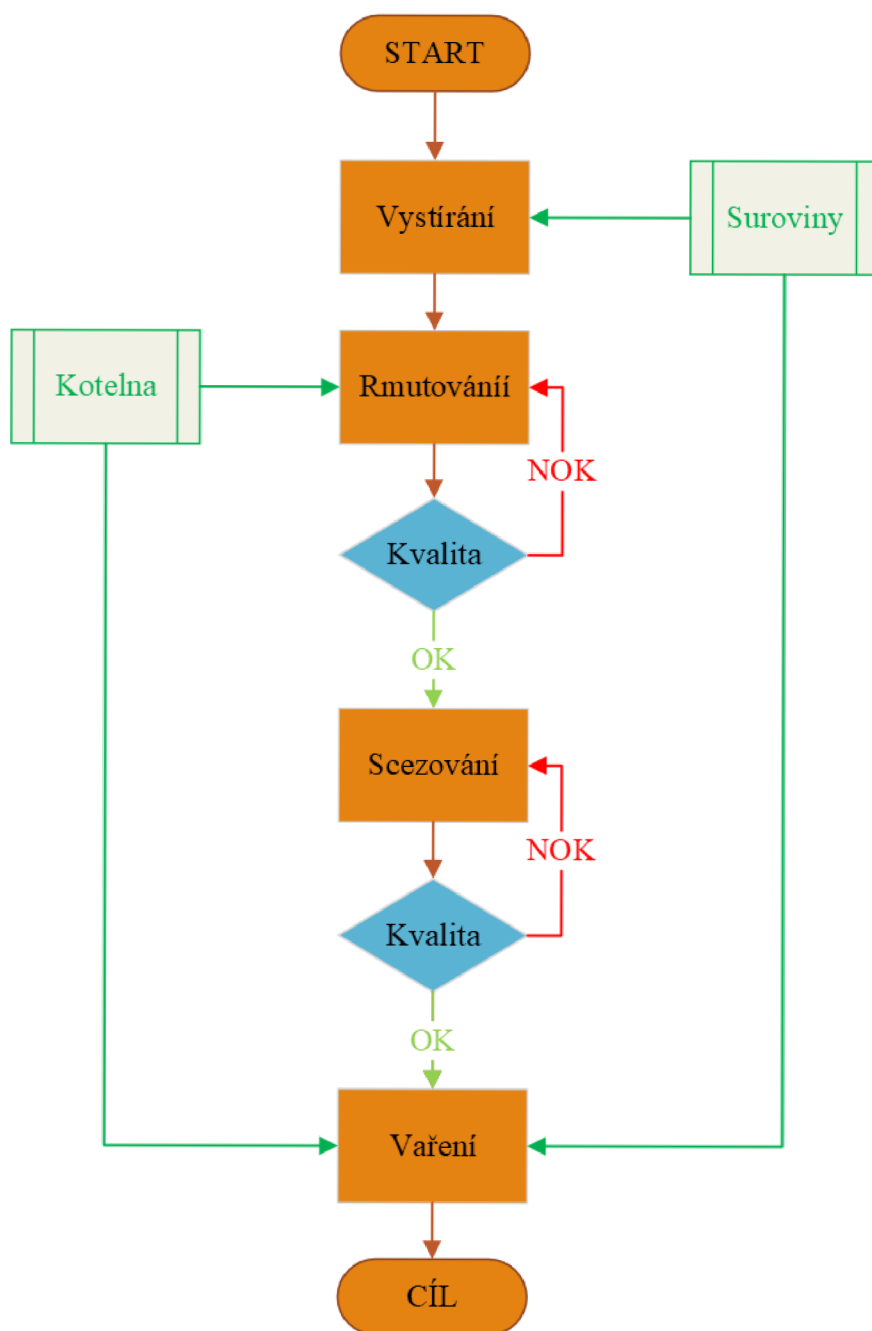 START
Vystírání
Suroviny
Kotelna
Rmutováníí
NOK
Kvalita
OK
Scezování
NOK
Kvalita
OK
Vaření
CÍL